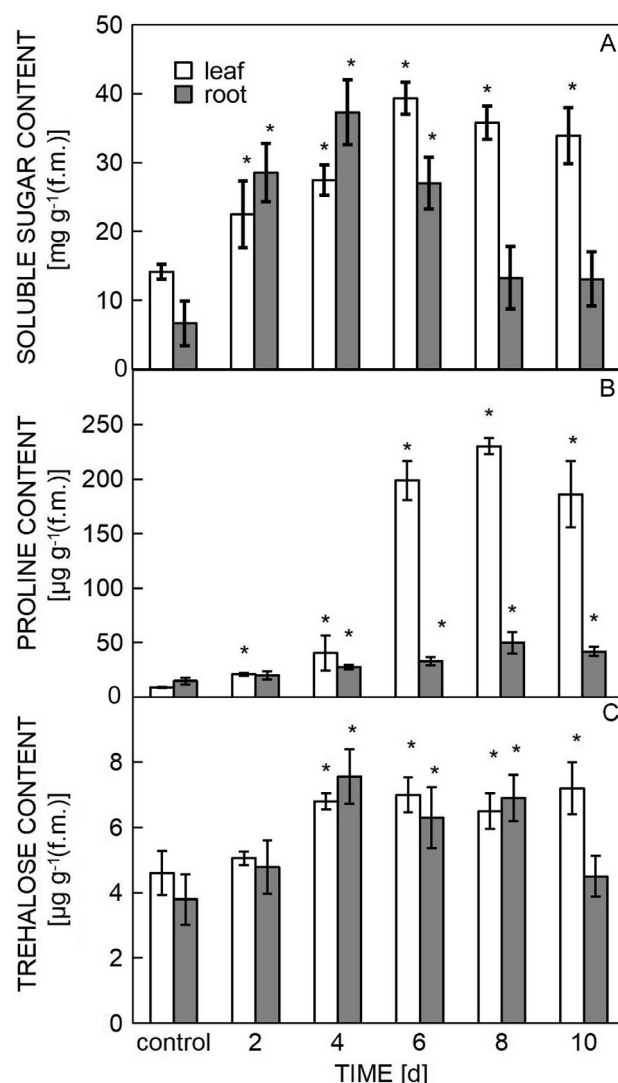 A
50
40
30
20
10
0
SOLUBLE SUGAR CONTENT
[mg g⁻¹(f.m.)]
leaf
root
* * * * * * *
B
250
200
150
100
50
0
PROLINE CONTENT
[µg g⁻¹(f.m.)]
* * * * * * * * *
C
8
6
4
2
0
TREHALOSE CONTENT
[µg g⁻¹(f.m.)]
* * * * * * *
control 2 4 6 8 10
TIME [d]